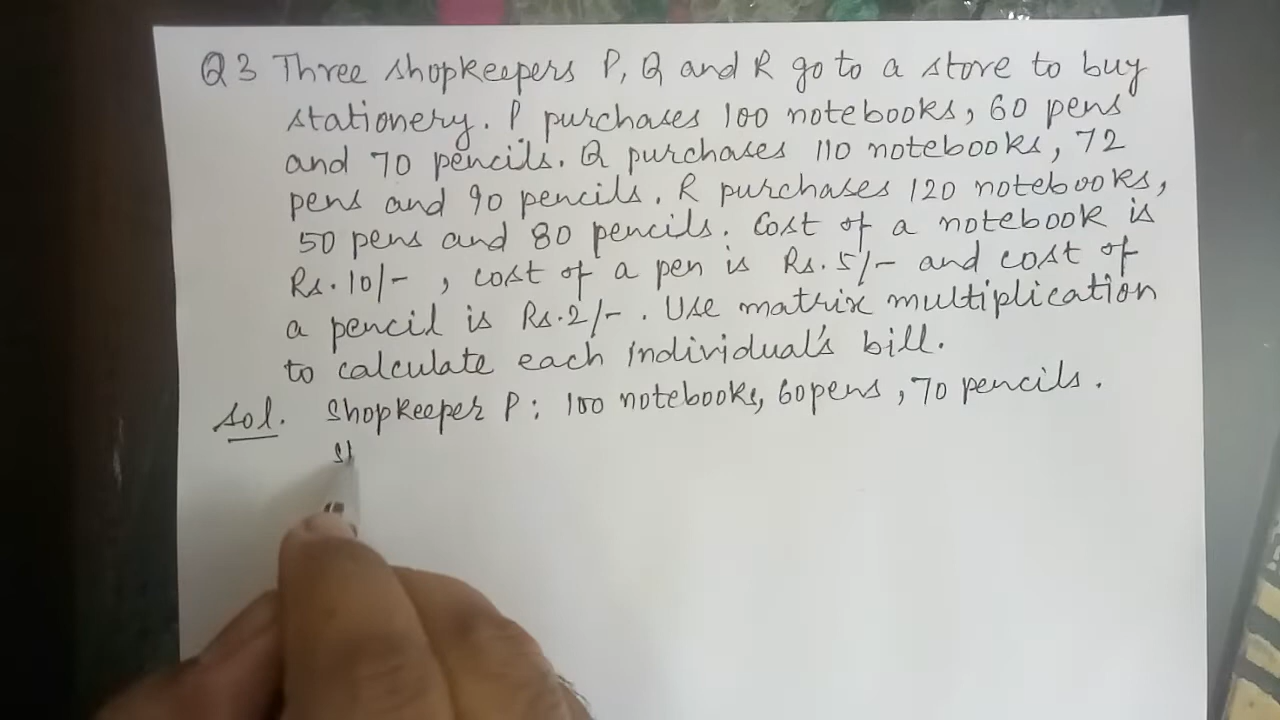 Q3 Three shopkeepers P, Q and R go to a store to buy
stationery. P purchases 100 notebooks, 60 pens
and 70 pencils. Q purchases 110 notebooks, 72
pens and 90 pencils. R purchases 120 notebooks,
50 pens and 80 pencils. Cost of a notebook is
Rs.10/- , cost of a pen is Rs.5/- and cost of
a pencil is Rs.2/- . Use matrix multiplication
to calculate each individual's bill.
Sol. Shopkeeper P: 100 notebooks, 60pens, 70 pencils.